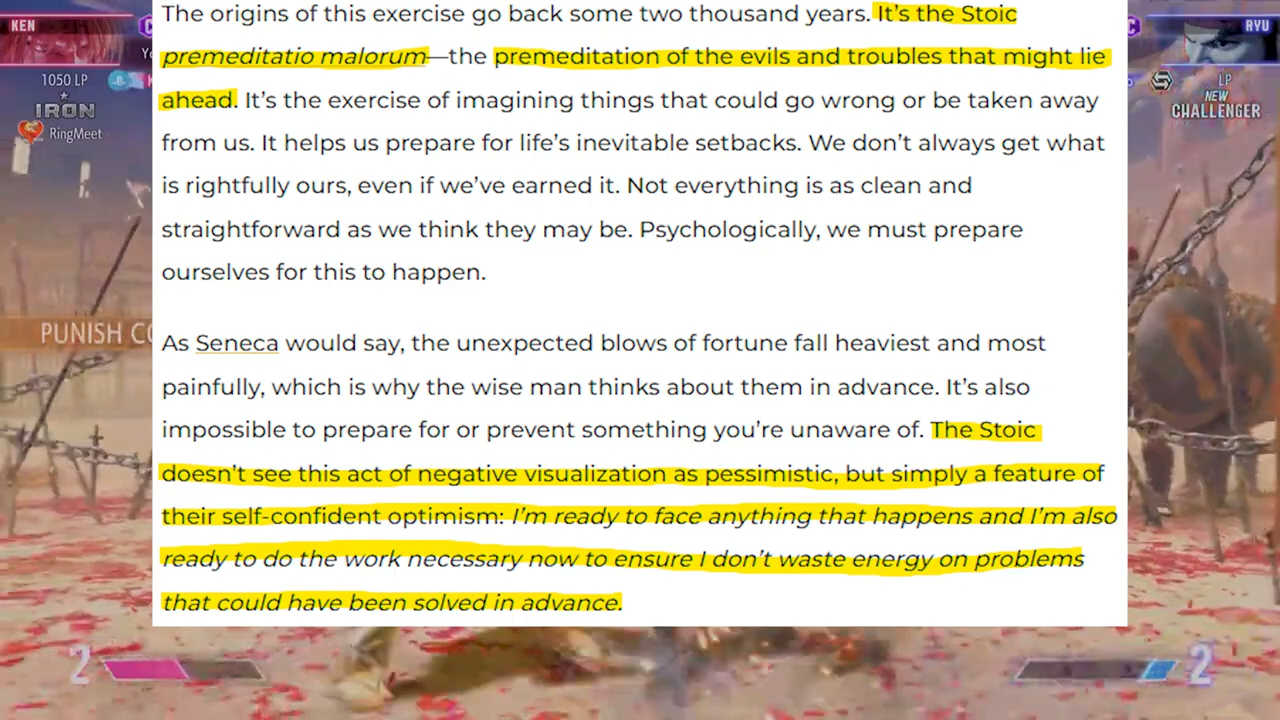 KEN
RYU
1050 LP
LP
IRON
NEW
CHALLENGER
RingMeet
PUNISH CO
The origins of this exercise go back some two thousand years. It’s the Stoic
premeditatio malorum—the premeditation of the evils and troubles that might lie
ahead. It’s the exercise of imagining things that could go wrong or be taken away
from us. It helps us prepare for life’s inevitable setbacks. We don’t always get what
is rightfully ours, even if we’ve earned it. Not everything is as clean and
straightforward as we think they may be. Psychologically, we must prepare
ourselves for this to happen.
As Seneca would say, the unexpected blows of fortune fall heaviest and most
painfully, which is why the wise man thinks about them in advance. It’s also
impossible to prepare for or prevent something you’re unaware of. The Stoic
doesn’t see this act of negative visualization as pessimistic, but simply a feature of
their self-confident optimism: I’m ready to face anything that happens and I’m also
ready to do the work necessary now to ensure I don’t waste energy on problems
that could have been solved in advance.
2
2